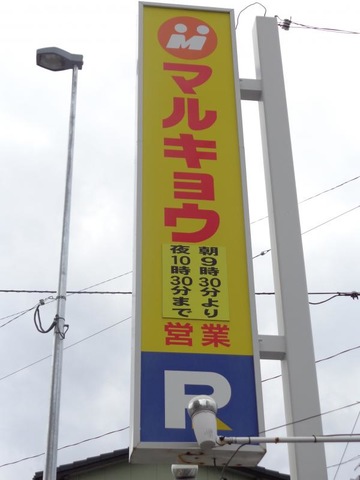 M
マルキョウ
朝9時30分より
夜10時30分まで
営業
R